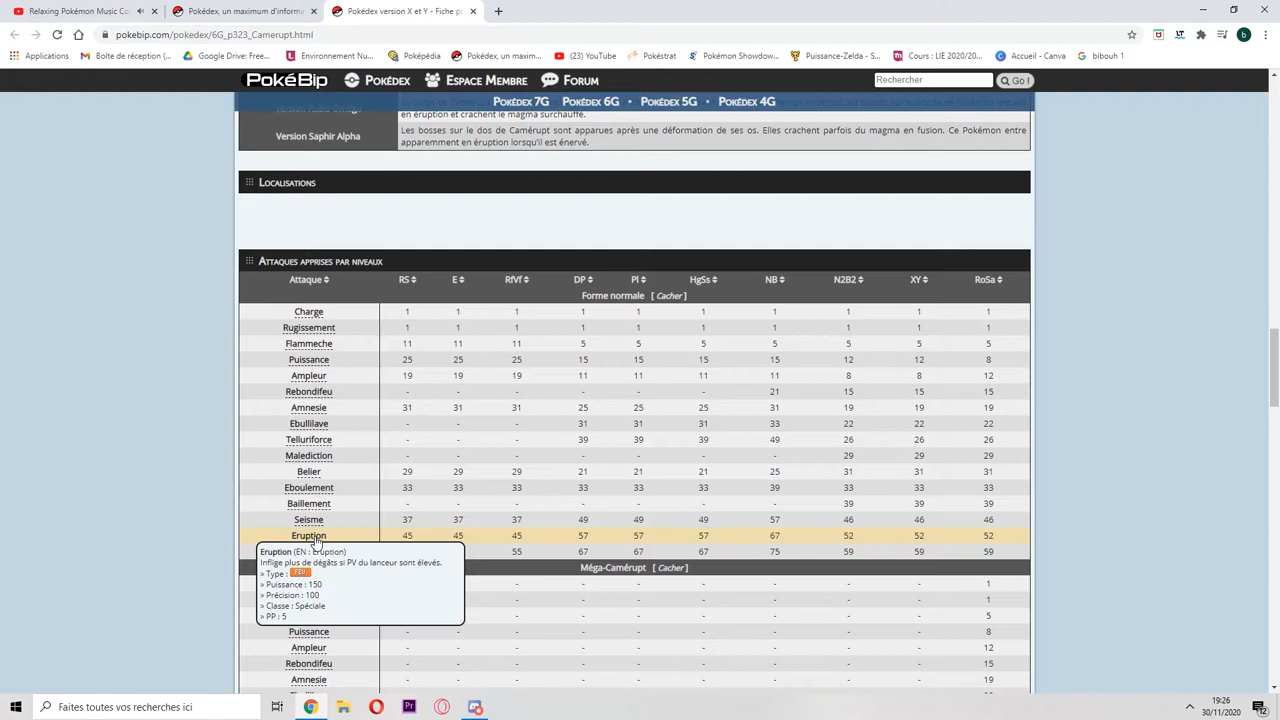 Relaxing Pokémon Music Co
Pokédex, un maximum d'informa
Pokédex version X et Y - Fiche po
pokebip.com/pokedex/6G_p323_Camerupt.html
b
Applications
Boîte de réception (...
Google Drive: Free...
Environnement Nu...
Poképédia
Pokédex, un maxim...
(23) YouTube
Pokéstrat
Pokémon Showdow...
Puissance-Zelda - S...
Cours : LIE 2020/20...
Accueil - Canva
bibouh 1
PokéBip
Pokédex
Espace Membre
Forum
Rechercher
Go !
Pokédex 7G Pokédex 6G • Pokédex 5G • Pokédex 4G
en éruption et crachent le magma surchauffé.
Version Saphir Alpha
Les bosses sur le dos de Camérupt sont apparues après une déformation de ses os. Elles crachent parfois du magma en fusion. Ce Pokémon entre
apparemment en éruption lorsqu'il est énervé.
Localisations
Attaques apprises par niveaux
Attaque RS E RfVf DP Pl HgSs NB N2B2 XY RoSa
Forme normale [ Cacher ]
Charge 1 1 1 1 1 1 1 1 1 1
Rugissement 1 1 1 1 1 1 1 1 1 1
Flammeche 11 11 11 5 5 5 5 5 5 5
Puissance 25 25 25 15 15 15 15 12 12 8
Ampleur 19 19 19 11 11 11 11 8 8 12
Rebondifeu - - - - - - 21 15 15 15
Amnesie 31 31 31 25 25 25 31 19 19 19
Ebullilave - - - 31 31 31 33 22 22 22
Telluriforce - - - 39 39 39 49 26 26 26
Malediction - - - - - - - 29 29 29
Belier 29 29 29 21 21 21 25 31 31 31
Eboulement 33 33 33 33 33 33 39 33 33 33
Baillement - - - - - - - 39 39 39
Seisme 37 37 37 49 49 49 57 46 46 46
Eruption 45 45 45 57 57 57 67 52 52 52
55 67 67 67 75 59 59 59
Eruption (EN : Eruption)
Inflige plus de dégâts si PV du lanceur sont élevés.
» Type : FEU
» Puissance : 150
» Précision : 100
» Classe : Spéciale
» PP : 5
Méga-Camérupt [ Cacher ]
- - - - - - - - 1
- - - - - - - - 1
- - - - - - - - 5
Puissance - - - - - - - - - 8
Ampleur - - - - - - - - - 12
Rebondifeu - - - - - - - - - 15
Amnesie - - - - - - - - - 19
Faites toutes vos recherches ici
Pr
19:26
30/11/2020
12